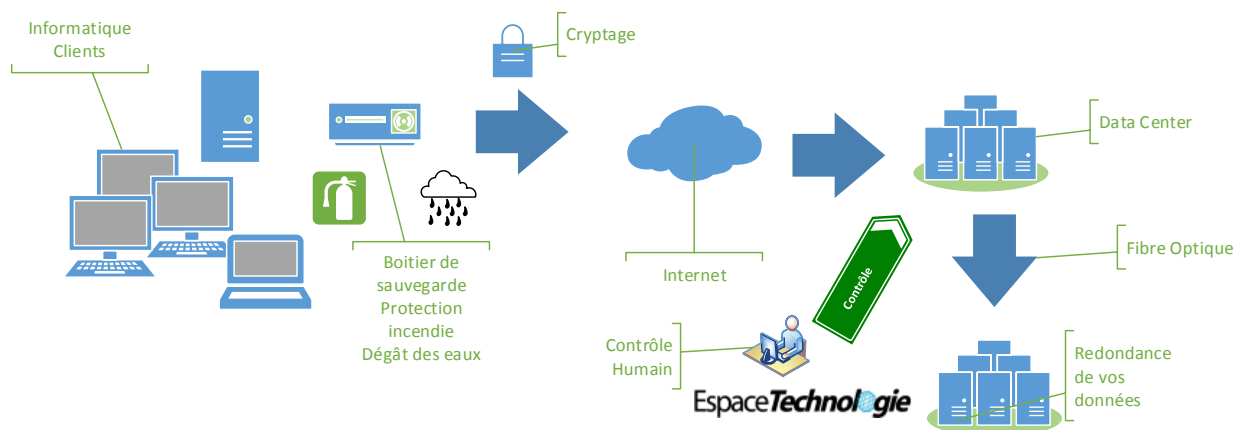 Informatique
Clients
Cryptage
Boitier de
sauvegarde
Protection
incendie
Dégât des eaux
Internet
Data Center
Fibre Optique
Contrôle
Contrôle
Humain
EspaceTechnologie
Redondance
de vos
données